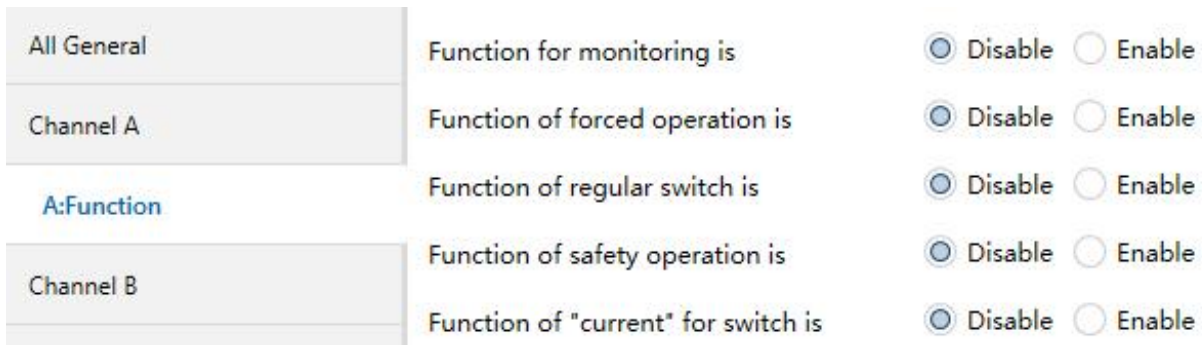 All General
Channel A
A:Function
Channel B
Function for monitoring is Disable Enable
Function of forced operation is Disable Enable
Function of regular switch is Disable Enable
Function of safety operation is Disable Enable
Function of "current" for switch is Disable Enable